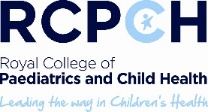 RCPCH
Royal College of
Paediatrics and Child Health
Leading the way in Children's Health